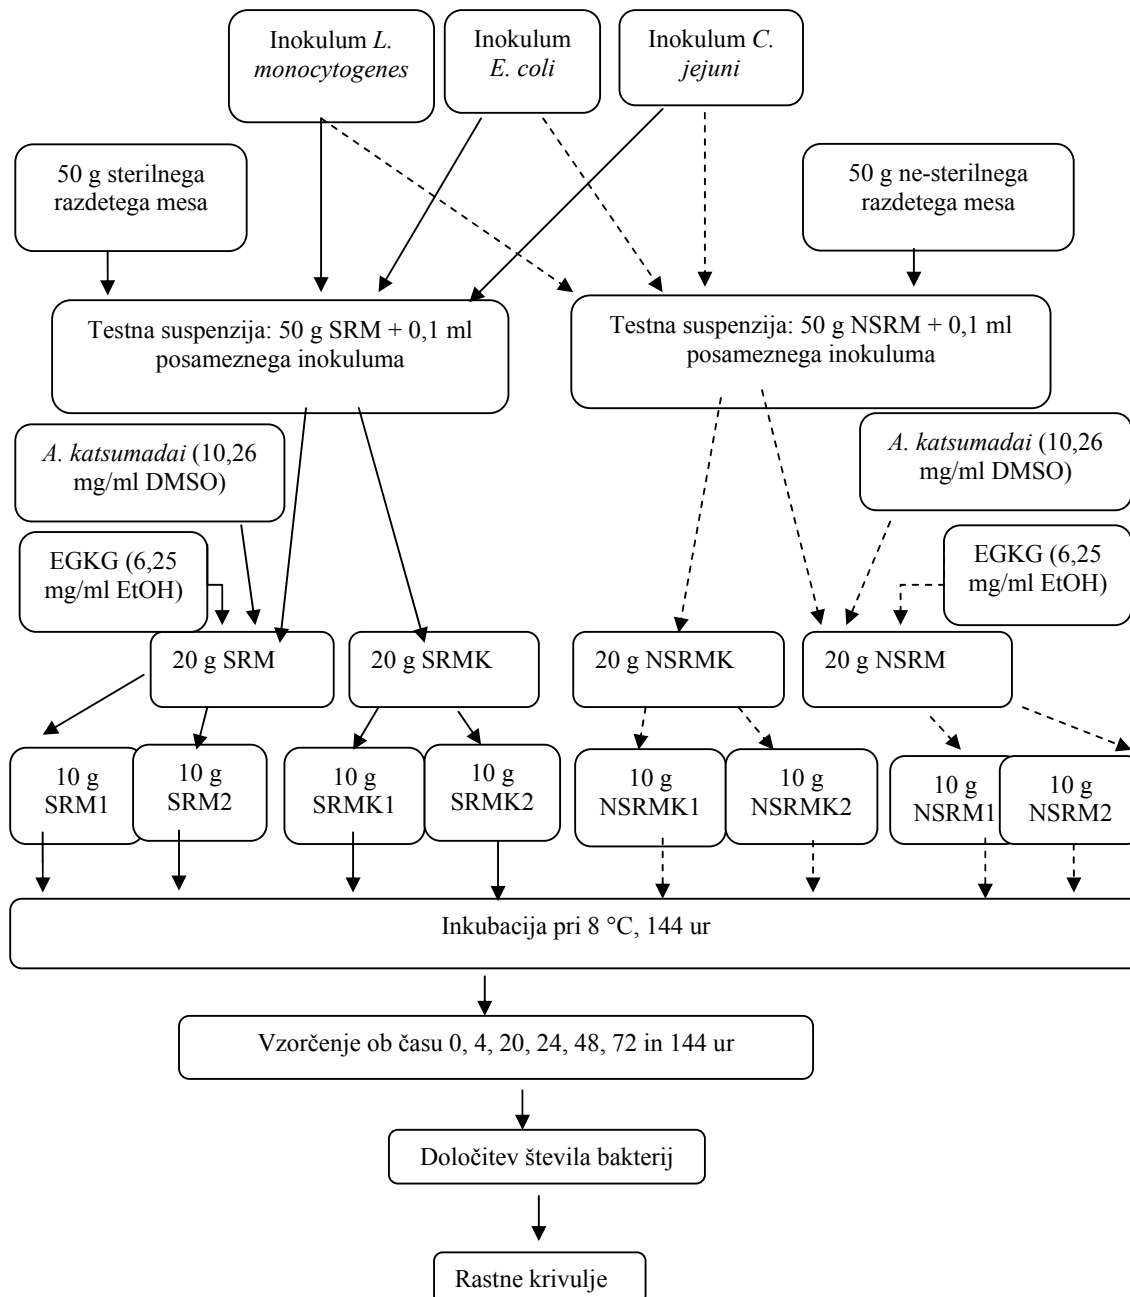 Inokulum L.
monocytogenes
Inokulum
E. coli
Inokulum C.
jejuni
50 g sterilnega
razdetega mesa
50 g ne-sterilnega
razdetega mesa
Testna suspenzija: 50 g SRM + 0,1 ml
posameznega inokuluma
Testna suspenzija: 50 g NSRM + 0,1 ml
posameznega inokuluma
A. katsumadai (10,26
mg/ml DMSO)
A. katsumadai (10,26
mg/ml DMSO)
EGKG (6,25
mg/ml EtOH)
EGKG (6,25
mg/ml EtOH)
20 g SRM
20 g SRMK
20 g NSRMK
20 g NSRM
10 g
SRM1
10 g
SRM2
10 g
SRMK1
10 g
SRMK2
10 g
NSRMK1
10 g
NSRMK2
10 g
NSRM1
10 g
NSRM2
Inkubacija pri 8 °C, 144 ur
Vzorčenje ob času 0, 4, 20, 24, 48, 72 in 144 ur
Določitev števila bakterij
Rastne krivulje